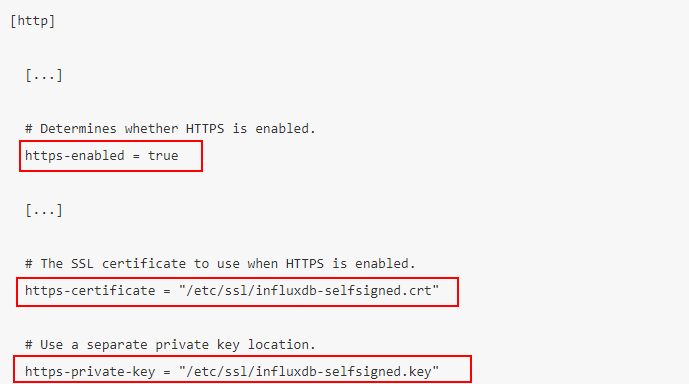 [http]
[...]
# Determines whether HTTPS is enabled.
https-enabled = true
[...]
# The SSL certificate to use when HTTPS is enabled.
https-certificate = "/etc/ssl/influxdb-selfsigned.crt"
# Use a separate private key location.
https-private-key = "/etc/ssl/influxdb-selfsigned.key"